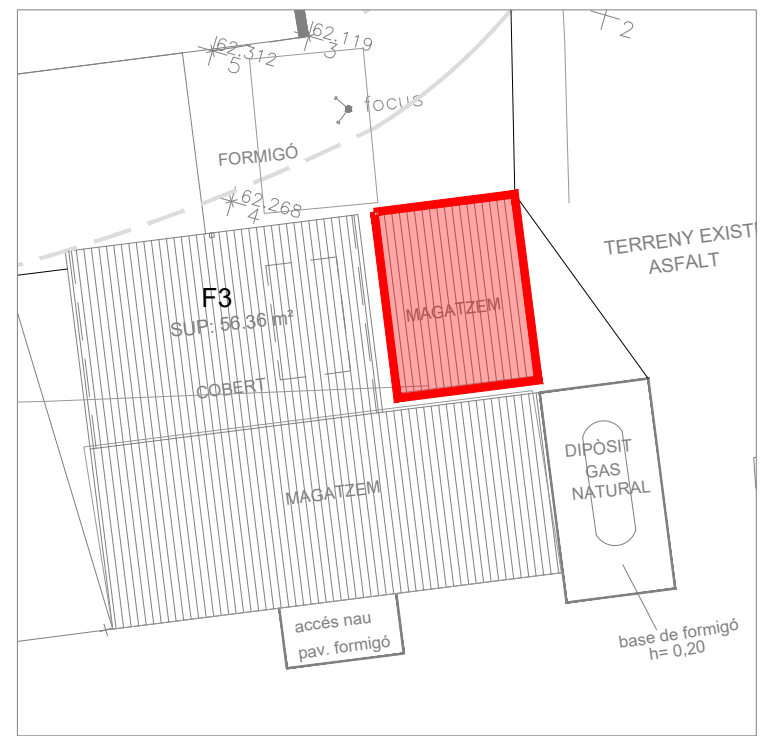 62.312
5
62.119
3
2
focus
FORMIGÓ
62.268
4
TERRENY EXIST
ASFALT
F3
SUP: 56.36 m²
MAGATZEM
COBERT
MAGATZEM
DIPÒSIT
GAS
NATURAL
accés nau
pav. formigó
base de formigó
h= 0,20